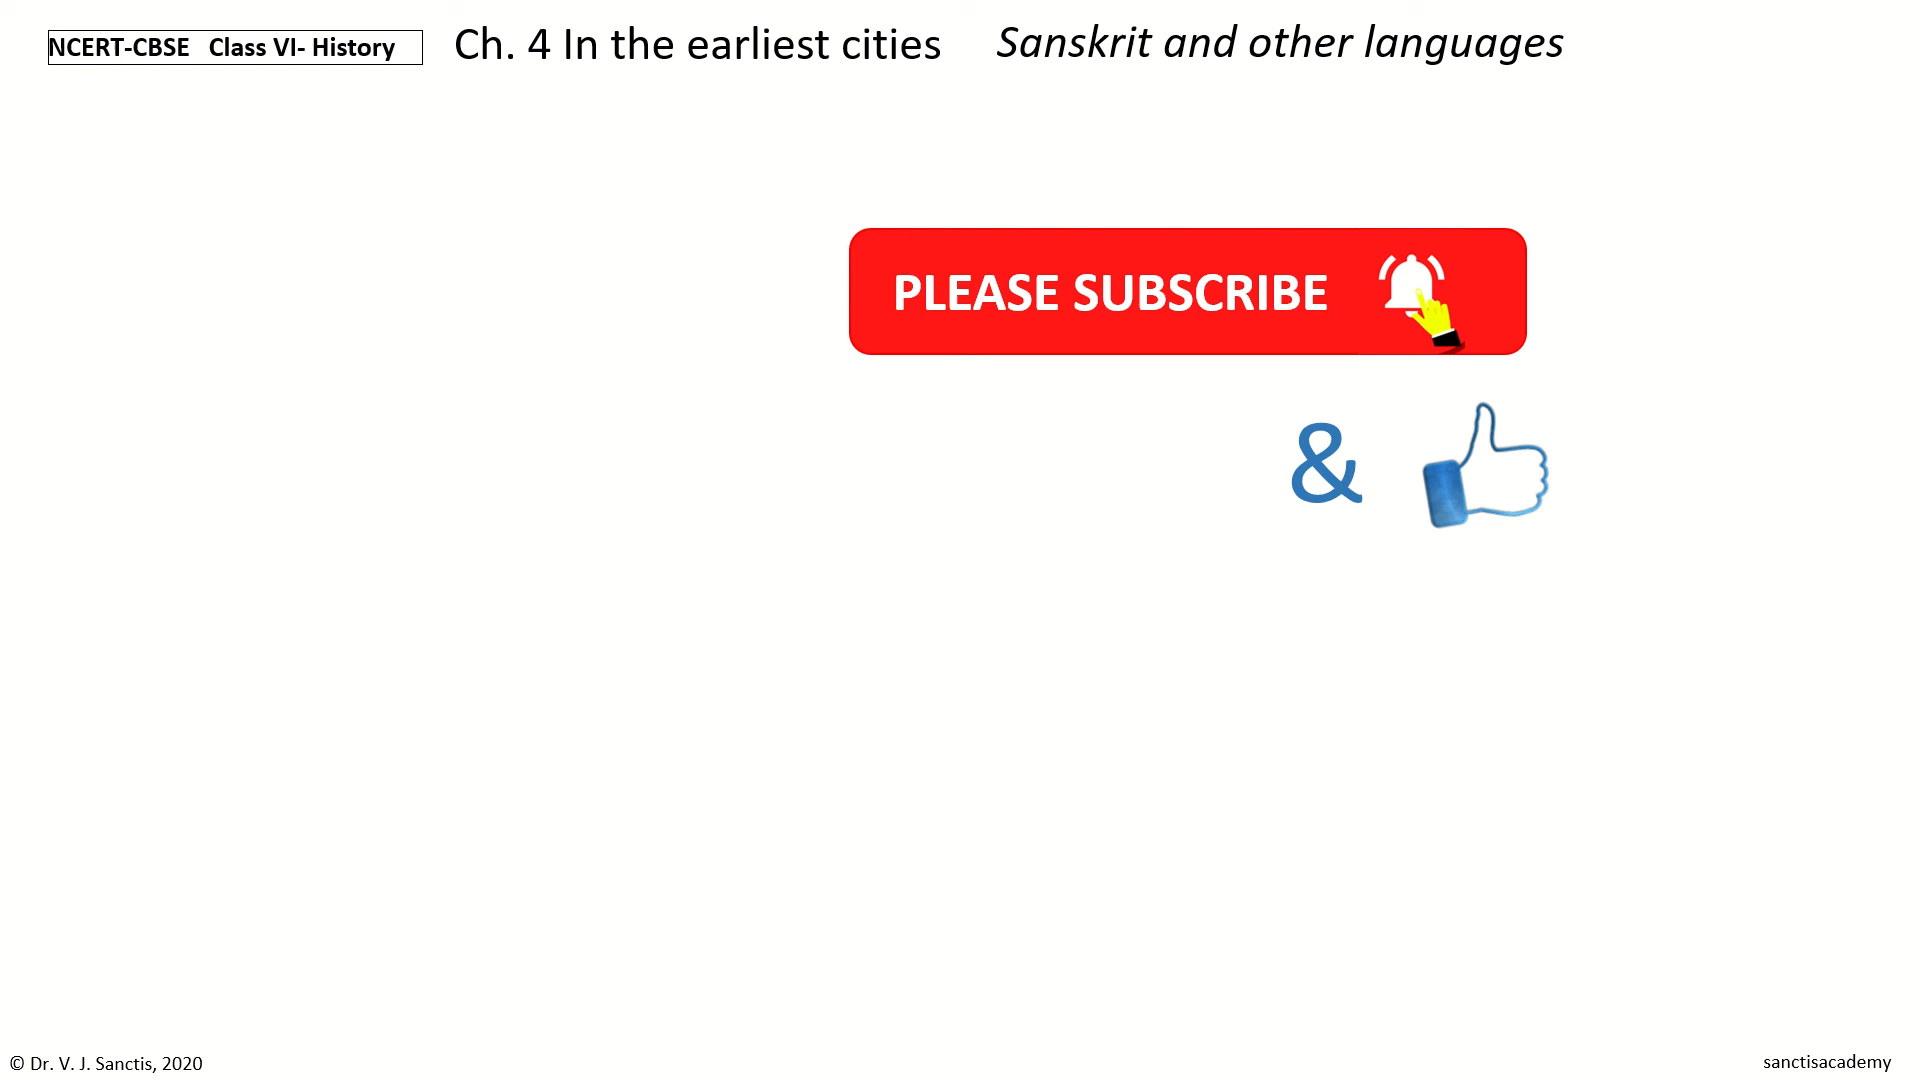 NCERT-CBSE Class VI- History
Ch. 4 In the earliest cities
Sanskrit and other languages
PLEASE SUBSCRIBE
&
© Dr. V. J. Sanctis, 2020
sanctisacademy